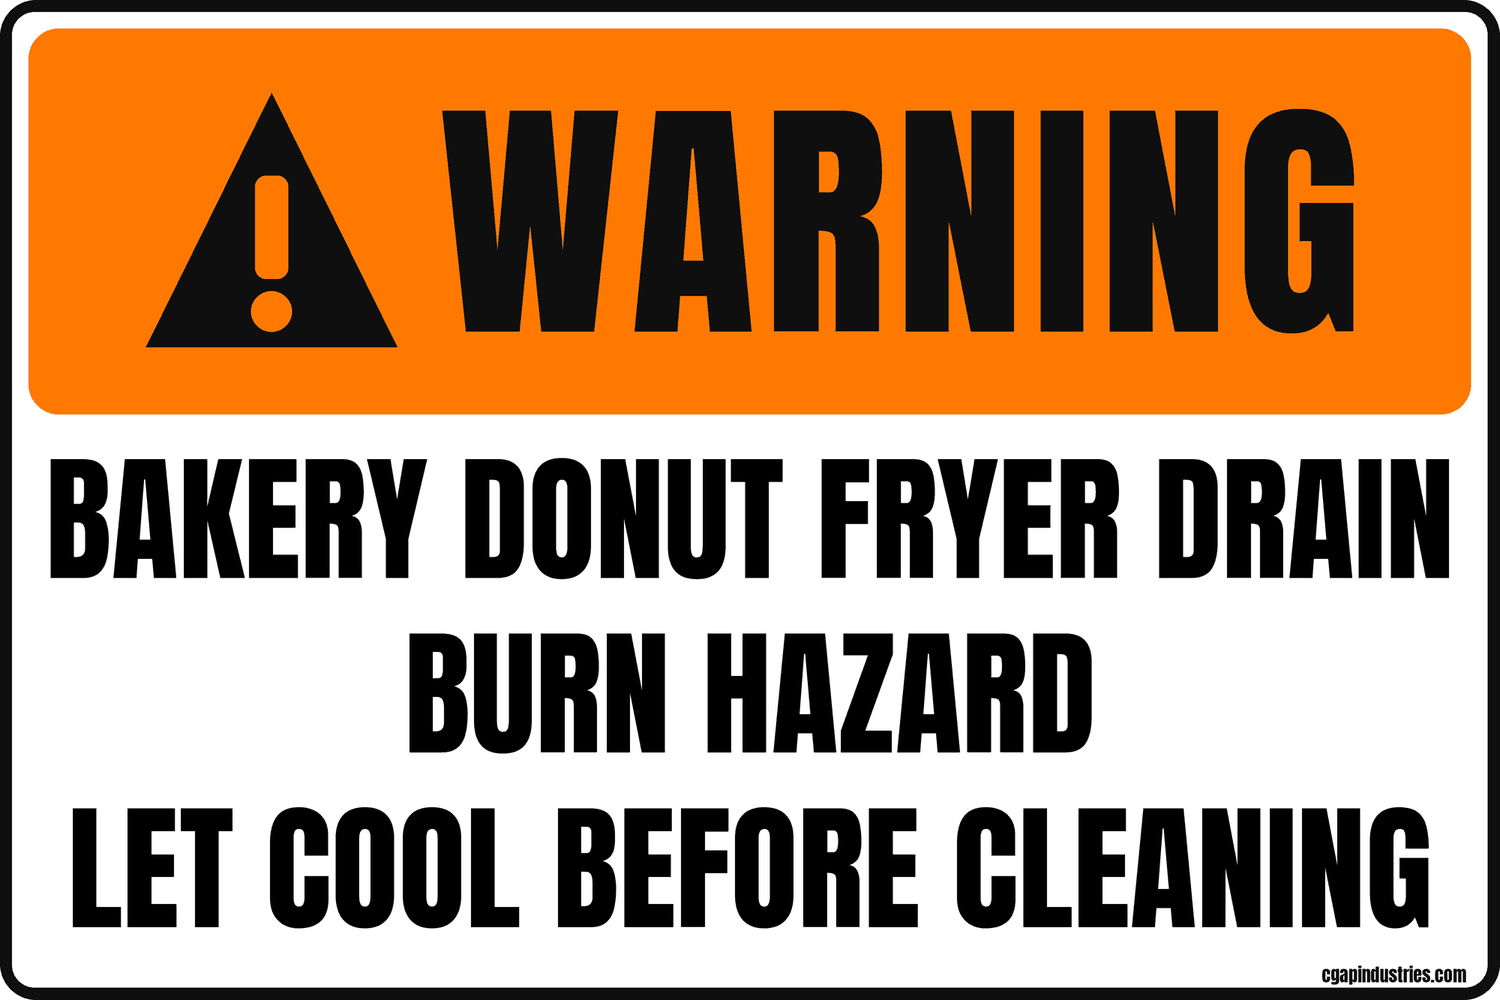 WARNING
BAKERY DONUT FRYER DRAIN
BURN HAZARD
LET COOL BEFORE CLEANING
cgapindustries.com